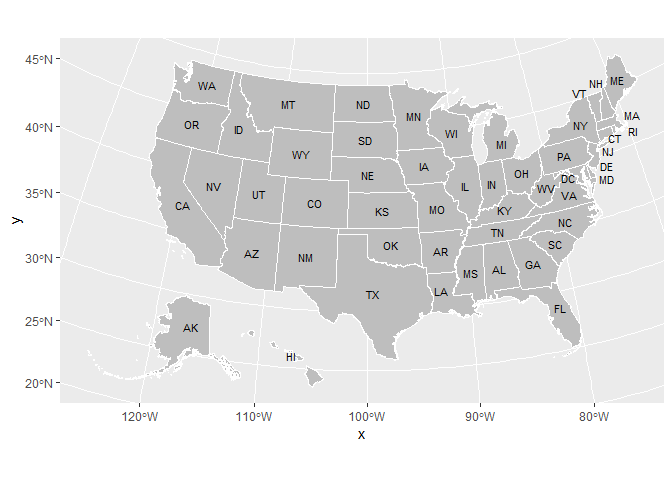 45°N
40°N
35°N
30°N
25°N
20°N
y
WA
MT
ND
MN
OR
ID
WY
SD
WI
MI
NY
VT
NH
ME
MA
RI
CT
NJ
DE
MD
DC
PA
OH
IN
IL
IA
NE
NV
UT
CO
KS
MO
KY
WV
VA
CA
AZ
NM
OK
AR
TN
NC
SC
TX
LA
MS
AL
GA
FL
AK
HI
120°W
110°W
100°W
90°W
80°W
x